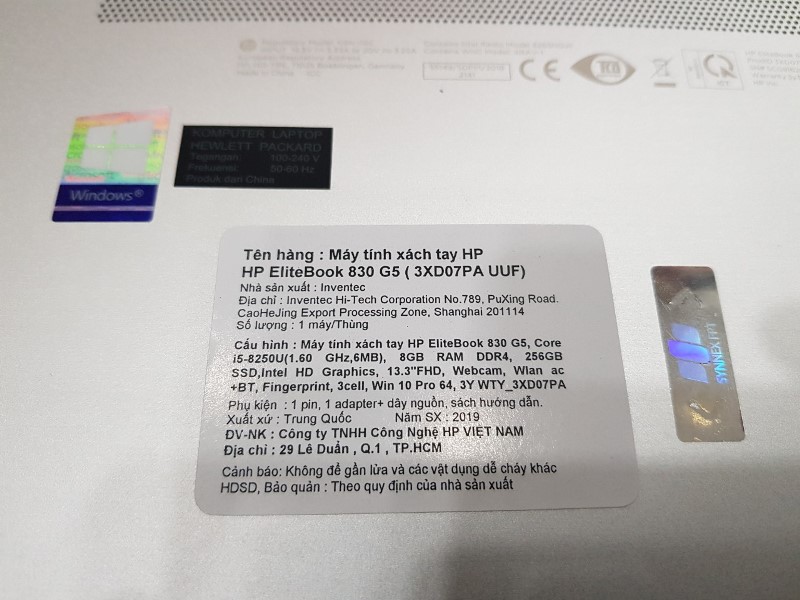 CE
Windows®
KOMPUTER LAPTOP
HEWLETT PACKARD
Tegangan: 100-240 V
Frekuensi: 50-60 Hz
Produk dari China
Tên hàng : Máy tính xách tay HP
HP EliteBook 830 G5 ( 3XD07PA UUF)
Nhà sản xuất : Inventec
Địa chỉ : Inventec Hi-Tech Corporation No.789, PuXing Road.
CaoHeJing Export Processing Zone, Shanghai 201114
Số lượng : 1 máy/Thùng
Cấu hình : Máy tính xách tay HP EliteBook 830 G5, Core
i5-8250U(1.60 GHz,6MB), 8GB RAM DDR4, 256GB
SSD,Intel HD Graphics, 13.3"FHD, Webcam, Wlan ac
+BT, Fingerprint, 3cell, Win 10 Pro 64, 3Y WTY_3XD07PA
Phụ kiện : 1 pin, 1 adapter+ dây nguồn, sách hướng dẫn.
Xuất xứ : Trung Quốc Năm SX : 2019
ĐV-NK : Công ty TNHH Công Nghệ HP VIỆT NAM
Địa chỉ : 29 Lê Duẩn , Q.1 , TP.HCM
Cảnh báo: Không để gần lửa và các vật dụng dễ cháy khác
HDSD, Bảo quản : Theo quy định của nhà sản xuất
SYNNEX FPT